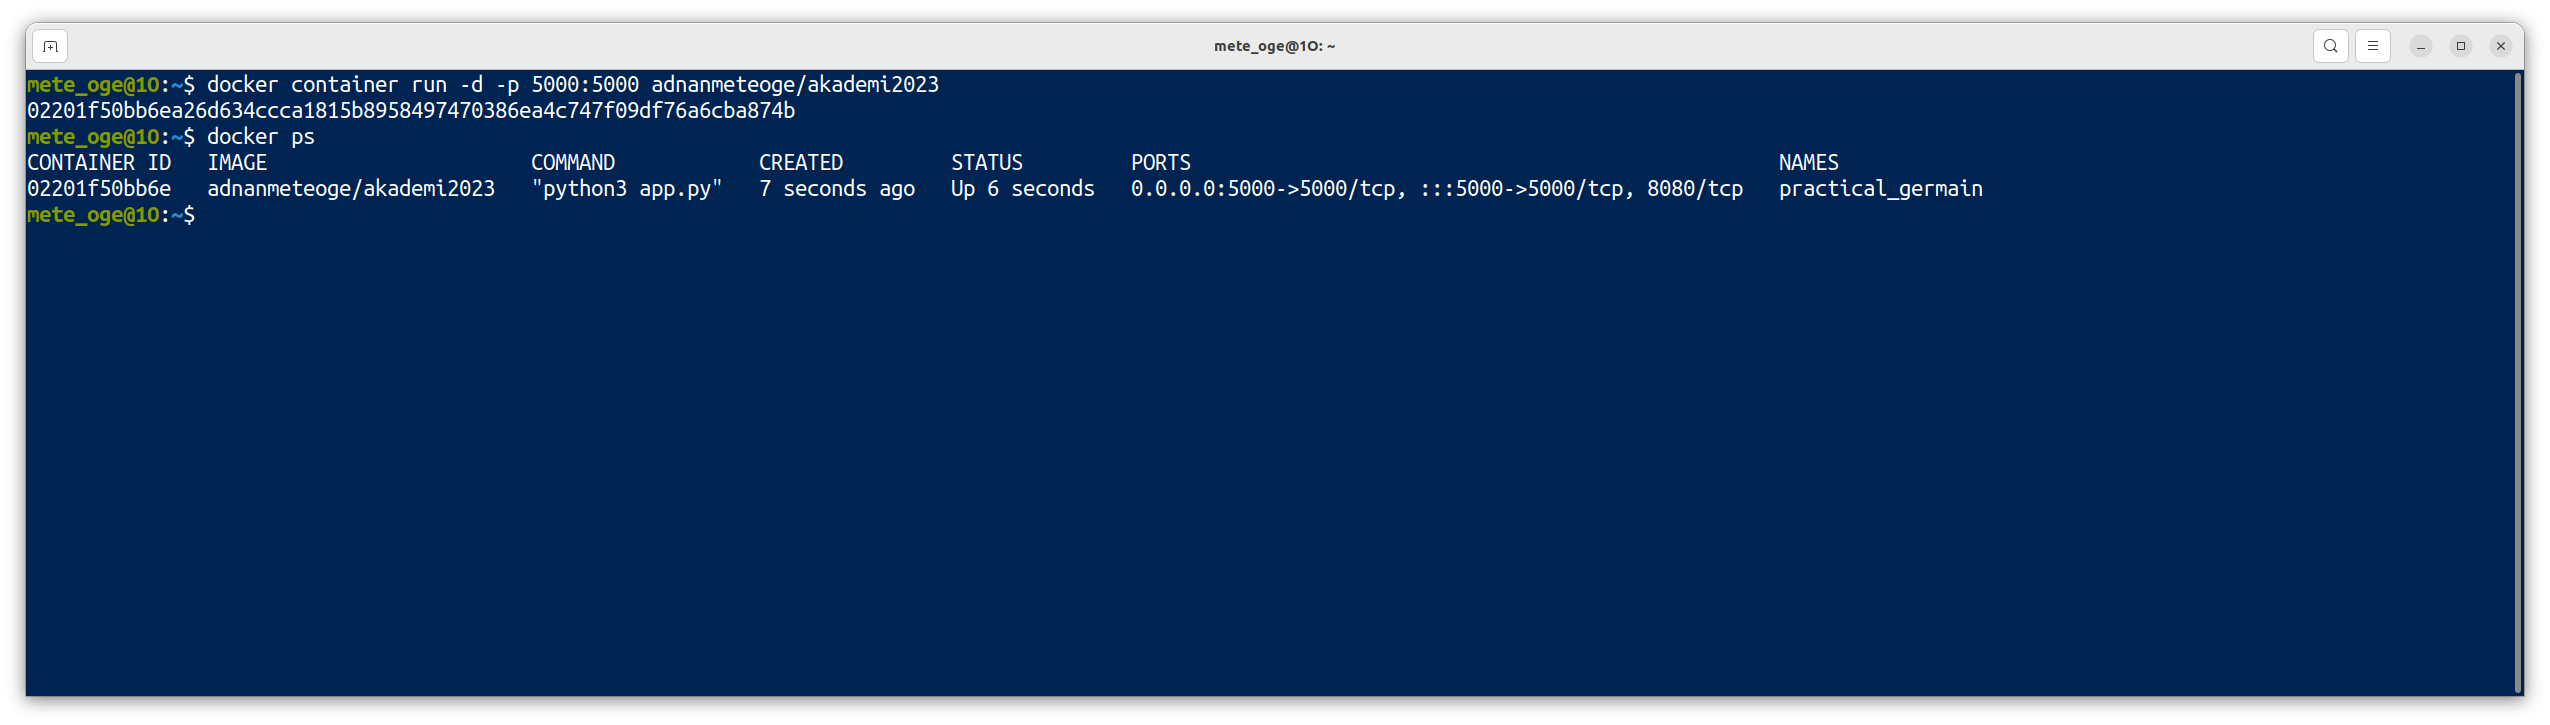 mete_oge@10: ~
mete_oge@10:~$ docker container run -d -p 5000:5000 adnanmeteoge/akademi2023
02201f50bb6ea26d634ccca1815b8958497470386ea4c747f09df76a6cba874b
mete_oge@10:~$ docker ps
CONTAINER ID   IMAGE                      COMMAND            CREATED         STATUS         PORTS                                                 NAMES
02201f50bb6e   adnanmeteoge/akademi2023   "python3 app.py"   7 seconds ago   Up 6 seconds   0.0.0.0:5000->5000/tcp, :::5000->5000/tcp, 8080/tcp   practical_germain
mete_oge@10:~$